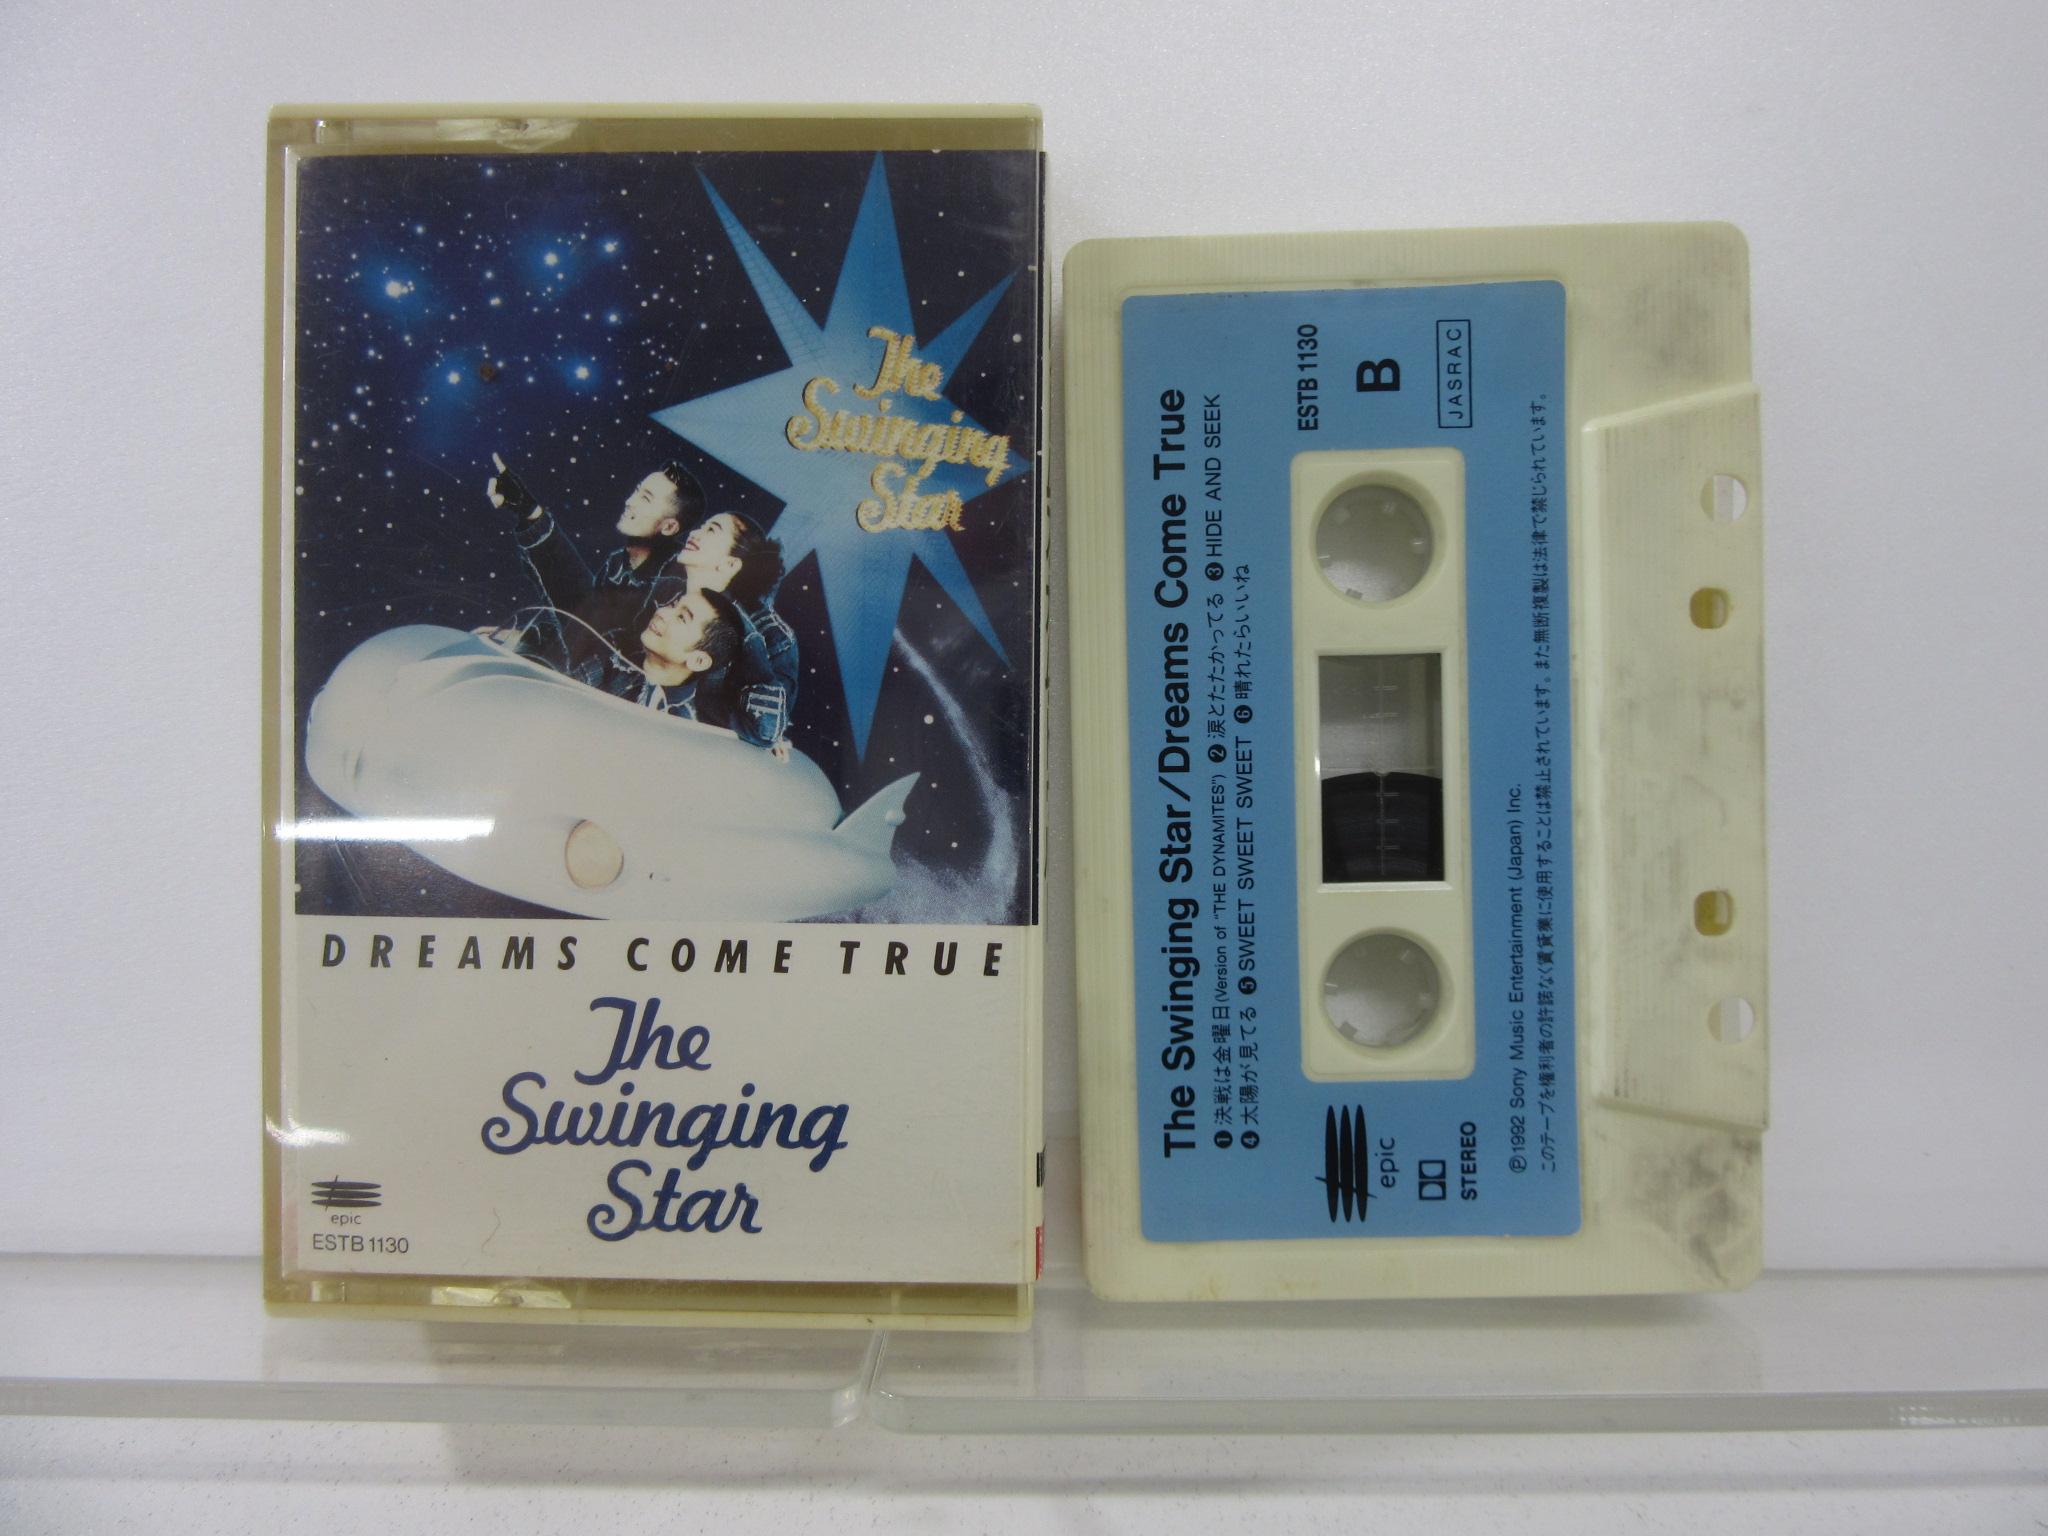 The
Swinging
Star
DREAMS COME TRUE
The
Swinging
Star
epic
ESTB 1130
The Swinging Star/Dreams Come True
❶決戦は金曜日(Version of "THE DYNAMITES") ❷涙とたたかってる ❸HIDE AND SEEK
❹太陽が見てる ❺SWEET SWEET SWEET ❻晴れたらいいね
ESTB 1130
B
JASRAC
epic
STEREO
Ⓟ1992 Sony Music Entertainment (Japan) Inc.
このテープを権利者の許諾なく賃貸業に使用することは禁止されています。また無断複製は法律で禁じられています。